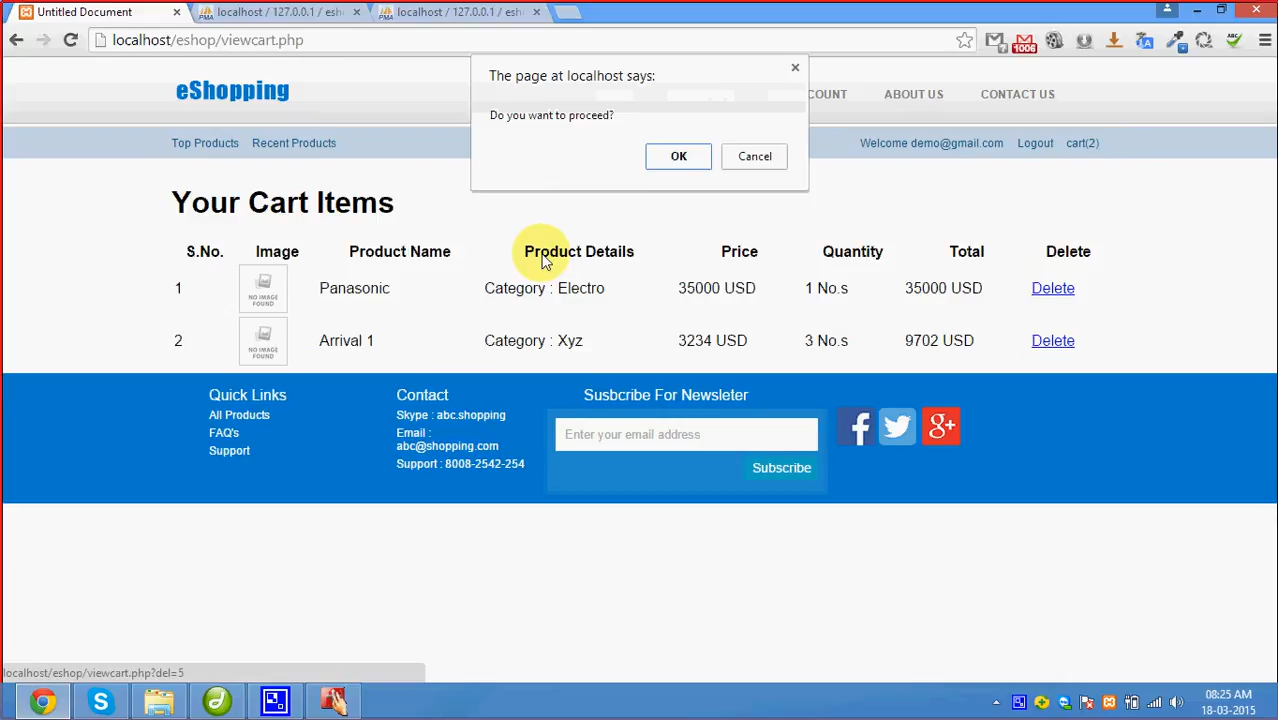 Untitled Document
localhost / 127.0.0.1 / esh
localhost / 127.0.0.1 / esh
localhost/eshop/viewcart.php
1006
ABC
The page at localhost says:
Do you want to proceed?
OK
Cancel
eShopping
COUNT
ABOUT US
CONTACT US
Top Products
Recent Products
Welcome demo@gmail.com
Logout
cart(2)
Your Cart Items
S.No. Image Product Name Product Details Price Quantity Total Delete
1 NO IMAGE FOUND Panasonic Category : Electro 35000 USD 1 No.s 35000 USD Delete
2 NO IMAGE FOUND Arrival 1 Category : Xyz 3234 USD 3 No.s 9702 USD Delete
Quick Links
All Products
FAQ's
Support
Contact
Skype : abc.shopping
Email :
abc@shopping.com
Support : 8008-2542-254
Susbcribe For Newsleter
Enter your email address
Subscribe
localhost/eshop/viewcart.php?del=5
08:25 AM
18-03-2015